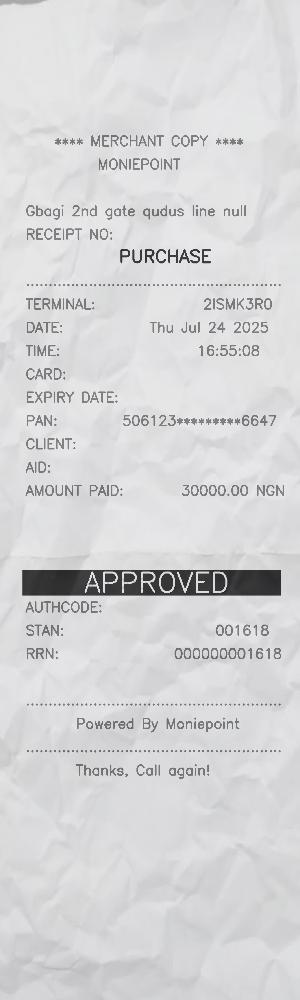 **** MERCHANT COPY ****
MONIEPOINT
Gbagi 2nd gate qudus line null
RECEIPT NO:
PURCHASE
TERMINAL: 2ISMK3R0
DATE: Thu Jul 24 2025
TIME: 16:55:08
CARD:
EXPIRY DATE:
PAN: 506123*********6647
CLIENT:
AID:
AMOUNT PAID: 30000.00 NGN
APPROVED
AUTHCODE:
STAN: 001618
RRN: 000000001618
Powered By Moniepoint
Thanks, Call again!